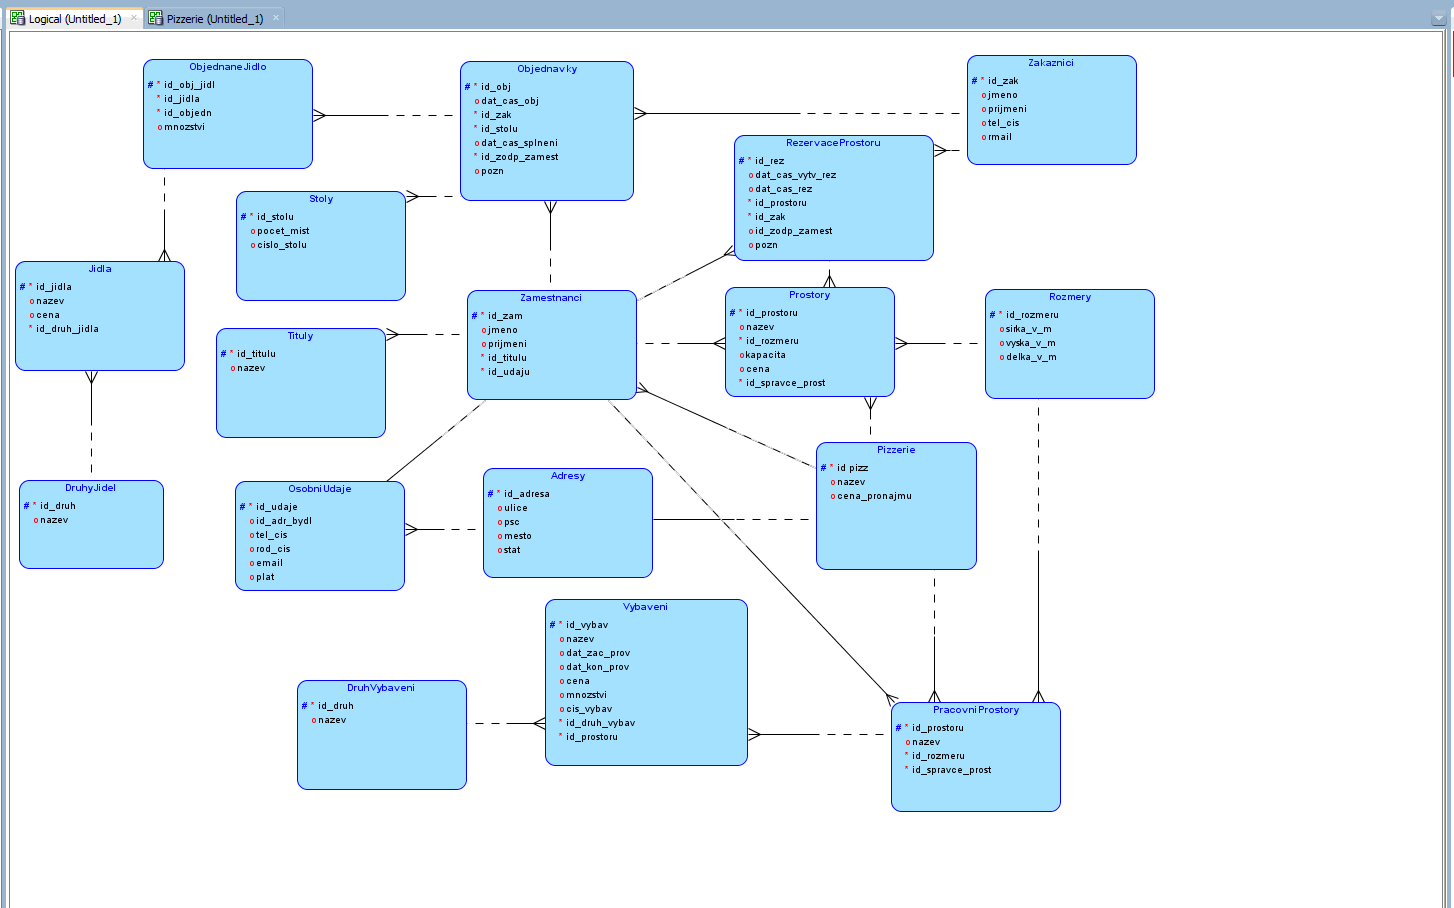 Logical (Untitled_1)
Pizzerie (Untitled_1)
ObjednaneJidlo
# * id_obj_jidl
* id_jidla
* id_objedn
o mnozstvi
Objednavky
# * id_obj
o dat_cas_obj
* id_zak
* id_stolu
o dat_cas_splneni
* id_zodp_zamest
o pozn
Zakaznici
# * id_zak
o jmeno
o prijmeni
o tel_cis
o rmail
RezervaceProstoru
# * id_rez
o dat_cas_vytv_rez
o dat_cas_rez
* id_prostoru
* id_zak
o id_zodp_zamest
o pozn
Stoly
# * id_stolu
o pocet_mist
o cislo_stolu
Jidla
# * id_jidla
o nazev
o cena
* id_druh_jidla
Zamestnanci
# * id_zam
o jmeno
o prijmeni
* id_titulu
* id_udaju
Prostory
# * id_prostoru
o nazev
* id_rozmeru
o kapacita
o cena
* id_spravce_prost
Rozmery
# * id_rozmeru
o sirka_v_m
o vyska_v_m
o delka_v_m
Tituly
# * id_titulu
o nazev
Pizzerie
# * id pizz
o nazev
o cena_pronajmu
DruhyJidel
# * id_druh
o nazev
OsobniUdaje
# * id_udaje
o id_adr_bydl
o tel_cis
o rod_cis
o email
o plat
Adresy
# * id_adresa
o ulice
o psc
o mesto
o stat
Vybaveni
# * id_vybav
o nazev
o dat_zac_prov
o dat_kon_prov
o cena
o mnozstvi
o cis_vybav
* id_druh_vybav
* id_prostoru
DruhVybaveni
# * id_druh
o nazev
PracovniProstory
# * id_prostoru
o nazev
* id_rozmeru
* id_spravce_prost